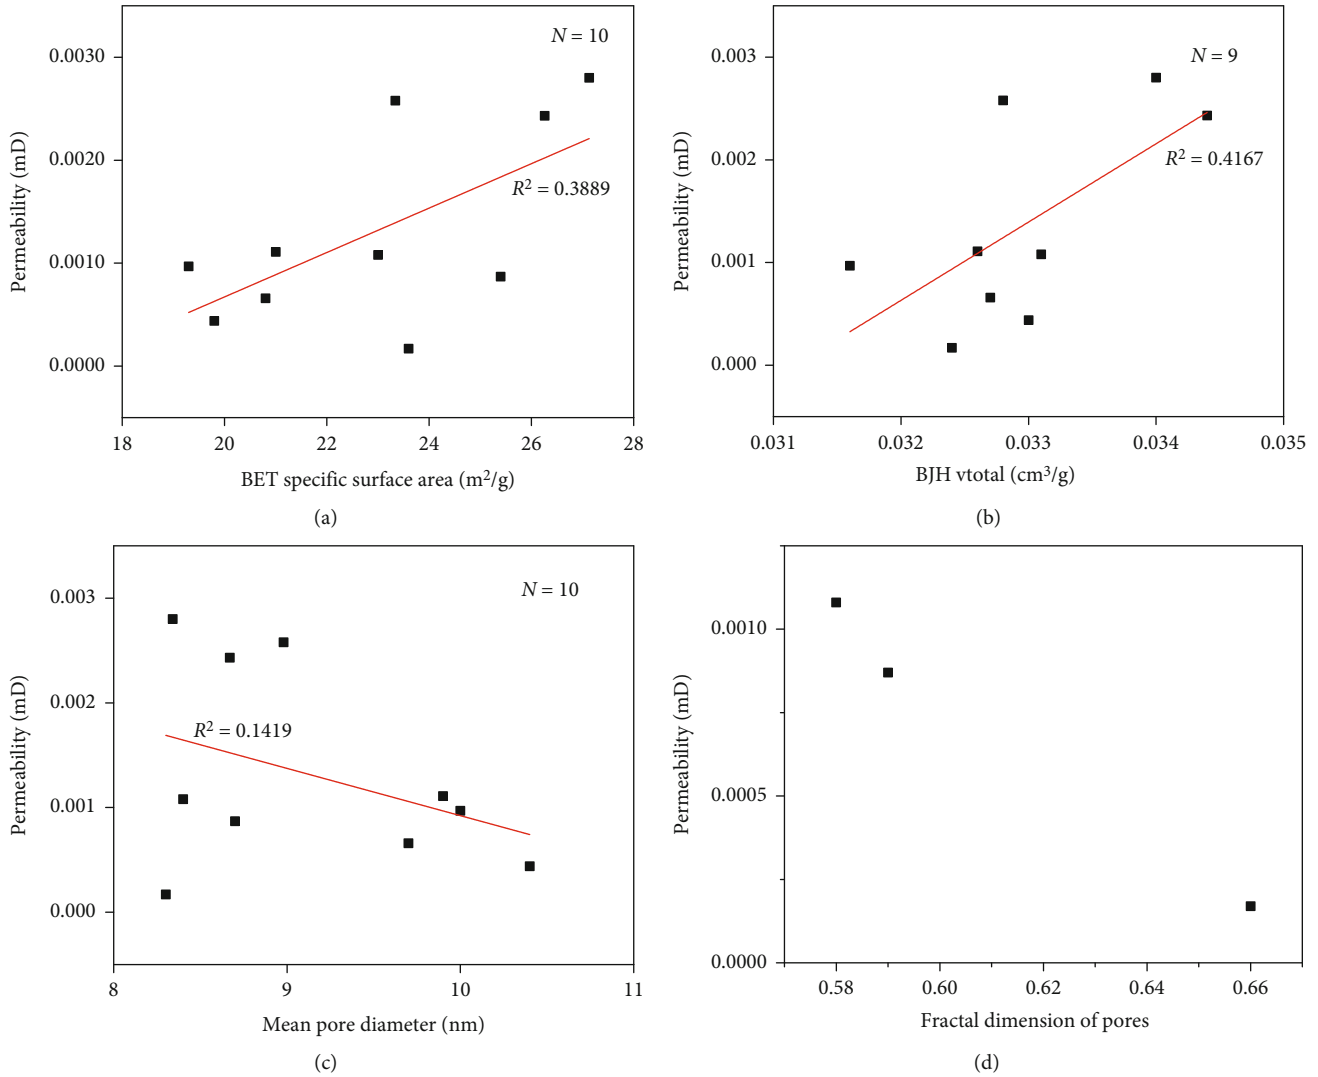 N = 10
0.0030
0.0020
0.0010
0.0000
Permeability (mD)
R² = 0.3889
18 20 22 24 26 28
BET specific surface area (m²/g)
(a)
N = 9
0.003
0.002
0.001
0.000
Permeability (mD)
R² = 0.4167
0.031 0.032 0.033 0.034 0.035
BJH vtotal (cm³/g)
(b)
N = 10
0.003
0.002
0.001
0.000
Permeability (mD)
R² = 0.1419
8 9 10 11
Mean pore diameter (nm)
(c)
0.0010
0.0005
0.0000
Permeability (mD)
0.58 0.60 0.62 0.64 0.66
Fractal dimension of pores
(d)